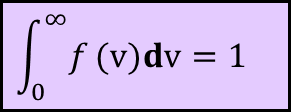 ∫₀^∞ f (v)dv = 1